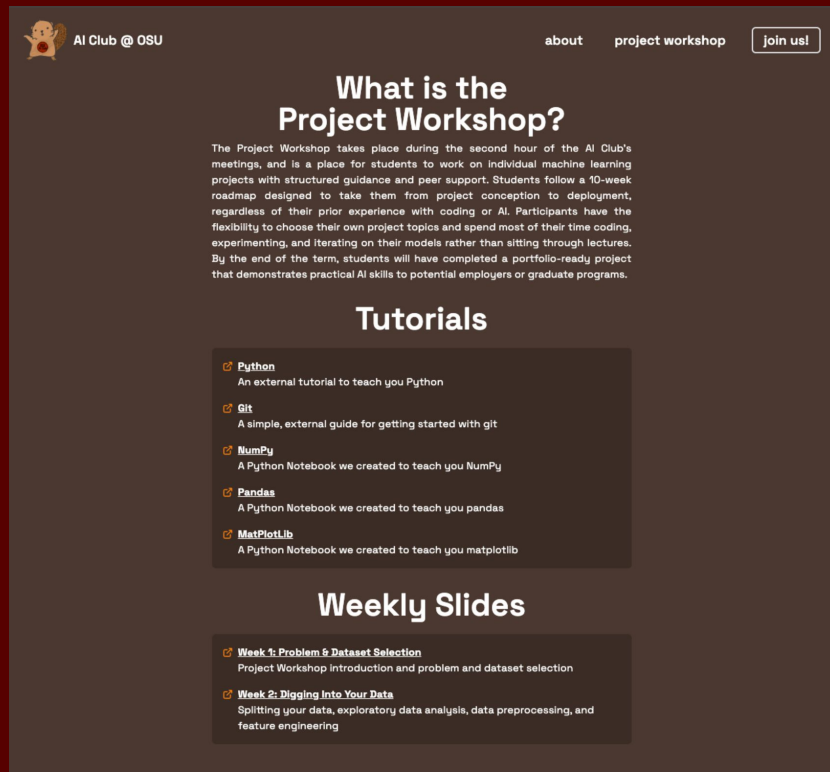 AI Club @ OSU
about
project workshop
join us!
What is the
Project Workshop?
The Project Workshop takes place during the second hour of the AI Club's
meetings, and is a place for students to work on individual machine learning
projects with structured guidance and peer support. Students follow a 10-week
roadmap designed to take them from project conception to deployment,
regardless of their prior experience with coding or AI. Participants have the
flexibility to choose their own project topics and spend most of their time coding,
experimenting, and iterating on their models rather than sitting through lectures.
By the end of the term, students will have completed a portfolio-ready project
that demonstrates practical AI skills to potential employers or graduate programs.
Tutorials
Python
An external tutorial to teach you Python
Git
A simple, external guide for getting started with git
NumPy
A Python Notebook we created to teach you NumPy
Pandas
A Python Notebook we created to teach you pandas
MatPlotLib
A Python Notebook we created to teach you matplotlib
Weekly Slides
Week 1: Problem & Dataset Selection
Project Workshop introduction and problem and dataset selection
Week 2: Digging Into Your Data
Splitting your data, exploratory data analysis, data preprocessing, and
feature engineering